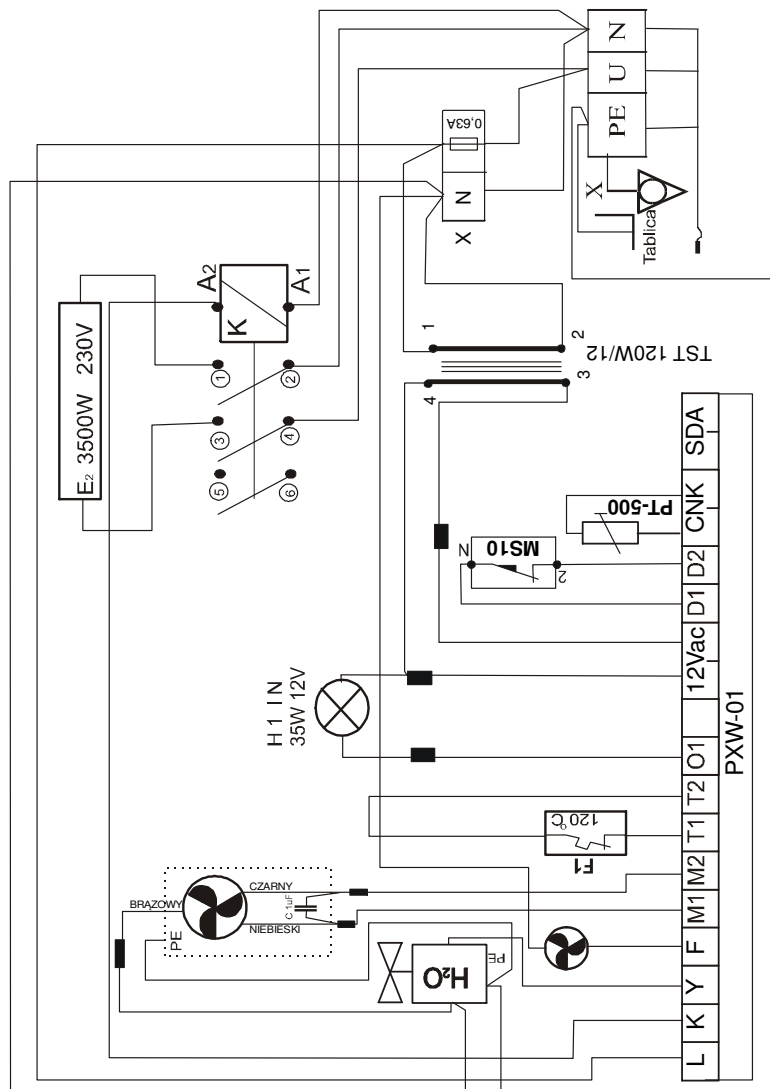 N
U
PE
X
Tablica
0,63A
N
X
A2
A1
K
E2 3500W 230V
1
2
3
4
5
6
1
2
3
4
TST 120W/12
SDA
CNK
PT-500
D2
D1
MS10
N
2
12Vac
H1 IN
35W 12V
O1
T2
T1
120°C
F1
M2
M1
F
Y
K
L
PXW-01
BRĄZOWY
CZARNY
NIEBIESKI
C 1uF
PE
H2O
PE